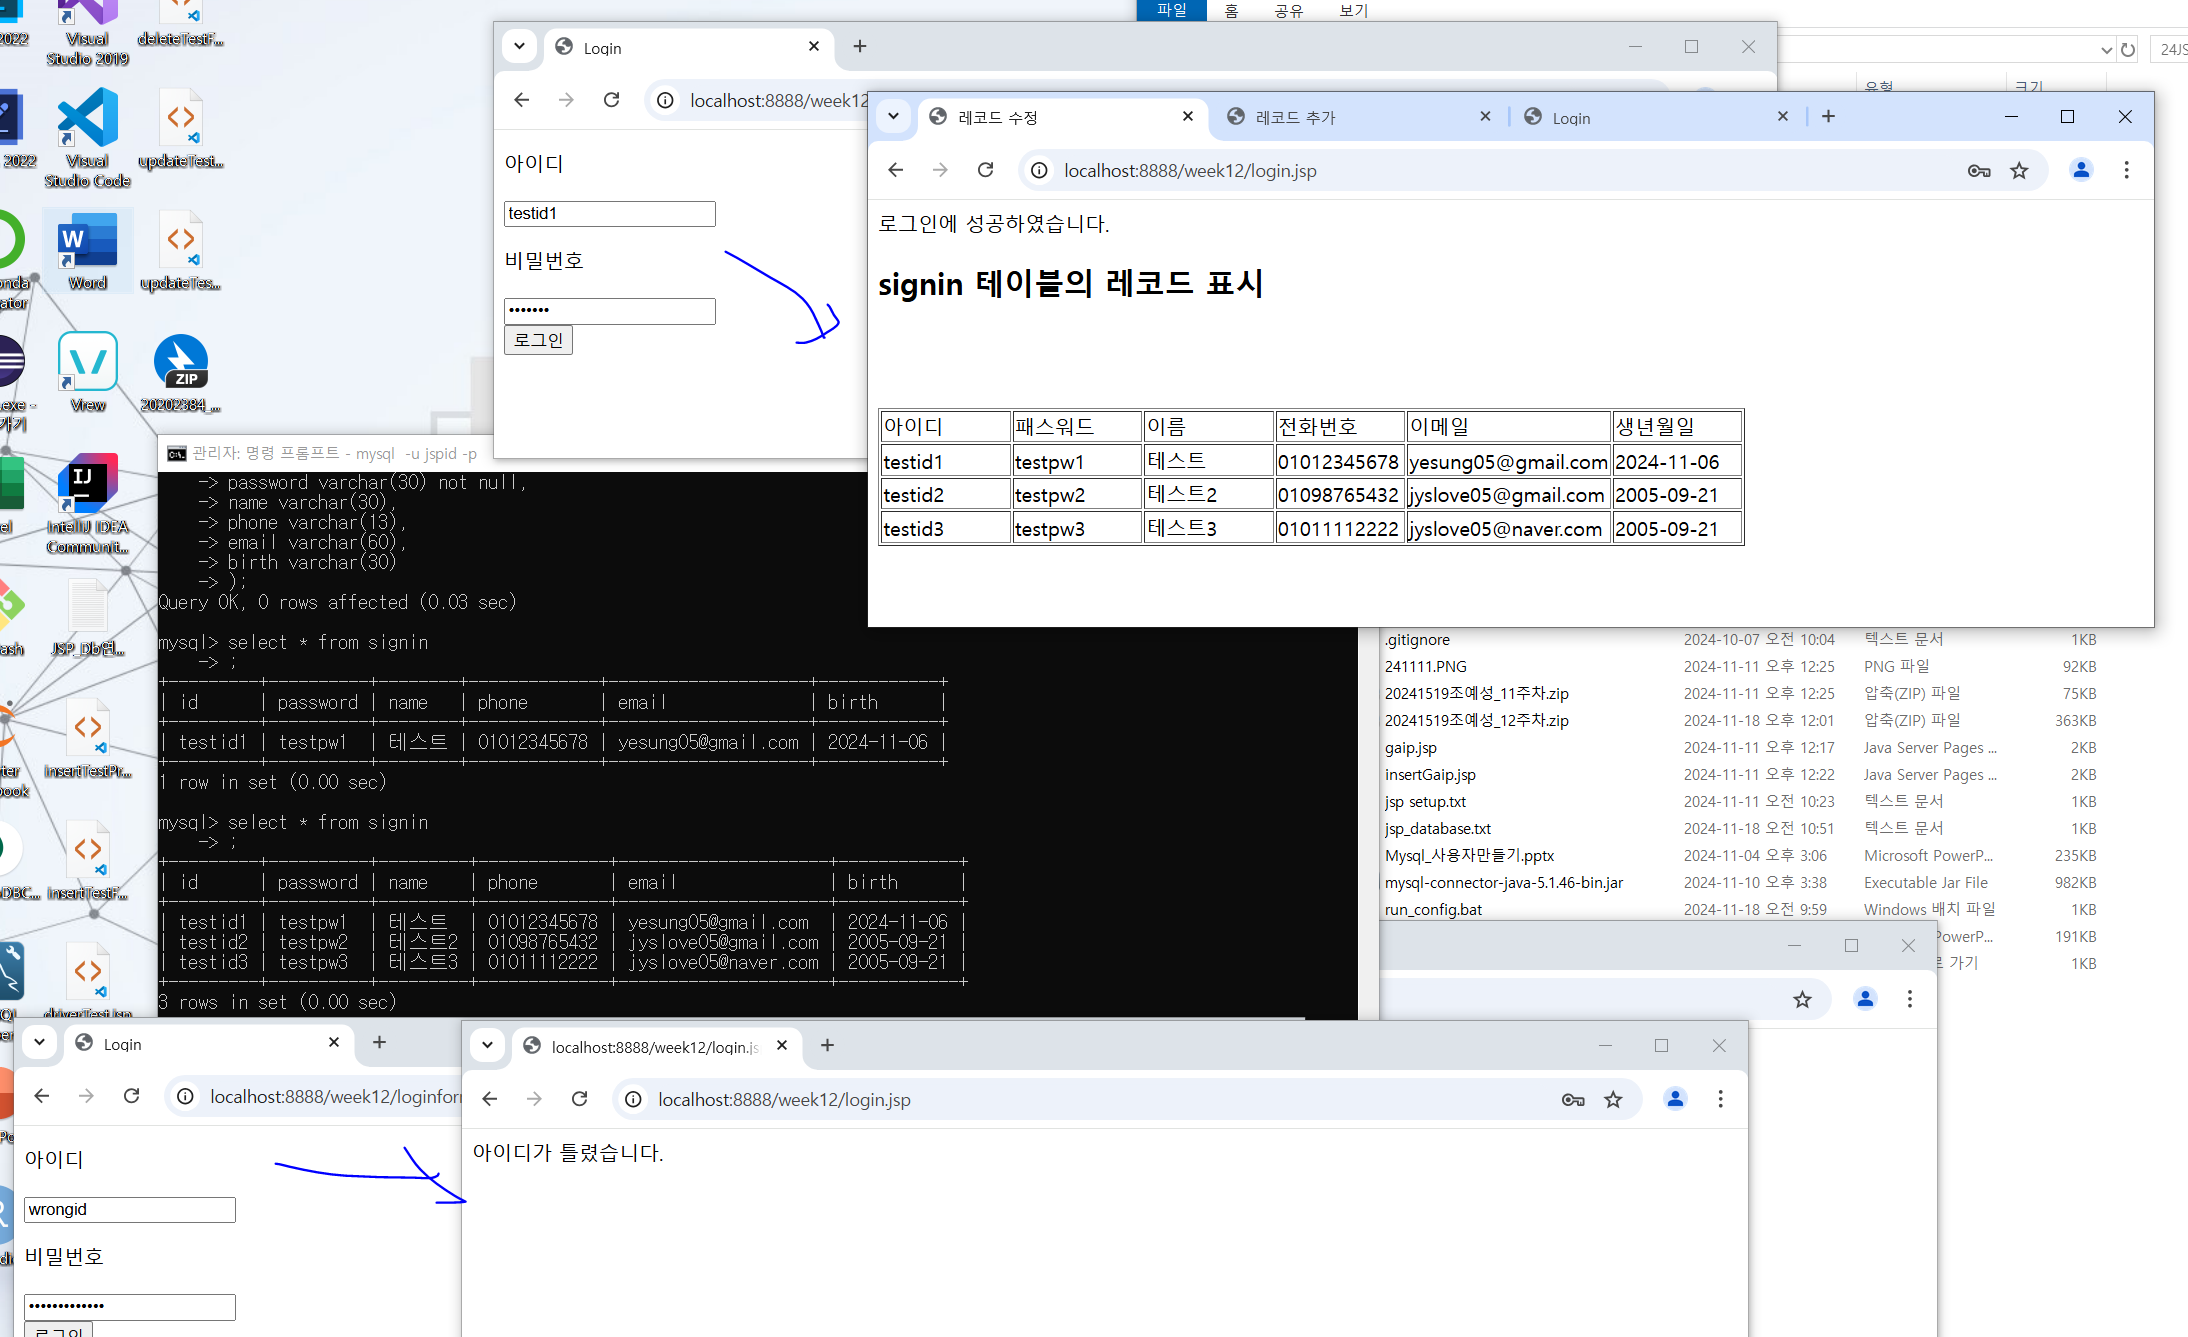 2022
Visual
Studio 2019
deleteTestF...
2022
Visual
Studio Code
updateTest...
Word
updateTes...
Vrew
ZIP
20202384_...
IntelliJ IDEA
Communit...
JSP_Db연...
insertTestPr...
insertTestF...
driverTest.jsp
파일 홈 공유 보기
24JS
유형 크기
Login
localhost:8888/week12
아이디
testid1
비밀번호
•••••••
로그인
레코드 수정
레코드 추가
Login
localhost:8888/week12/login.jsp
로그인에 성공하였습니다.
signin 테이블의 레코드 표시
아이디 패스워드 이름 전화번호 이메일 생년월일
testid1 testpw1 테스트 01012345678 yesung05@gmail.com 2024-11-06
testid2 testpw2 테스트2 01098765432 jyslove05@gmail.com 2005-09-21
testid3 testpw3 테스트3 01011112222 jyslove05@naver.com 2005-09-21
관리자: 명령 프롬프트 - mysql -u jspid -p
-> password varchar(30) not null,
-> name varchar(30),
-> phone varchar(13),
-> email varchar(60),
-> birth varchar(30)
-> );
Query OK, 0 rows affected (0.03 sec)
mysql> select * from signin
-> ;
| id | password | name | phone | email | birth |
| testid1 | testpw1 | 테스트 | 01012345678 | yesung05@gmail.com | 2024-11-06 |
1 row in set (0.00 sec)
mysql> select * from signin
-> ;
| id | password | name | phone | email | birth |
| testid1 | testpw1 | 테스트 | 01012345678 | yesung05@gmail.com | 2024-11-06 |
| testid2 | testpw2 | 테스트2 | 01098765432 | jyslove05@gmail.com | 2005-09-21 |
| testid3 | testpw3 | 테스트3 | 01011112222 | jyslove05@naver.com | 2005-09-21 |
3 rows in set (0.00 sec)
.gitignore 2024-10-07 오전 10:04 텍스트 문서 1KB
241111.PNG 2024-11-11 오후 12:25 PNG 파일 92KB
20241519조예성_11주차.zip 2024-11-11 오후 12:25 압축(ZIP) 파일 75KB
20241519조예성_12주차.zip 2024-11-18 오후 12:01 압축(ZIP) 파일 363KB
gaip.jsp 2024-11-11 오후 12:17 Java Server Pages ... 2KB
insertGaip.jsp 2024-11-11 오후 12:22 Java Server Pages ... 2KB
jsp setup.txt 2024-11-11 오전 10:23 텍스트 문서 1KB
jsp_database.txt 2024-11-18 오전 10:51 텍스트 문서 1KB
Mysql_사용자만들기.pptx 2024-11-04 오후 3:06 Microsoft PowerP... 235KB
mysql-connector-java-5.1.46-bin.jar 2024-11-10 오후 3:38 Executable Jar File 982KB
run_config.bat 2024-11-18 오전 9:59 Windows 배치 파일 1KB
PowerP... 191KB
가기 1KB
Login
localhost:8888/week12/loginfor
아이디
wrongid
비밀번호
•••••••••••••
로그인
localhost:8888/week12/login.js
localhost:8888/week12/login.jsp
아이디가 틀렸습니다.